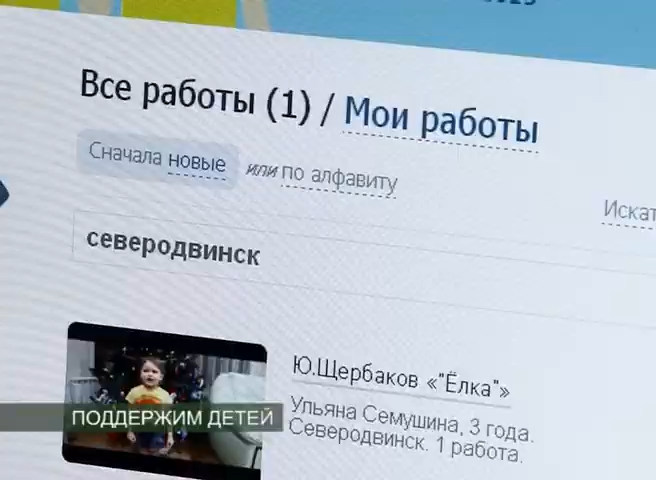 Все работы (1) / Мои работы
Сначала новые или по алфавиту
Искат
северодвинск
Ю.Щербаков «"Ёлка"»
Ульяна Семушина, 3 года.
Северодвинск. 1 работа.
ПОДДЕРЖИМ ДЕТЕЙ